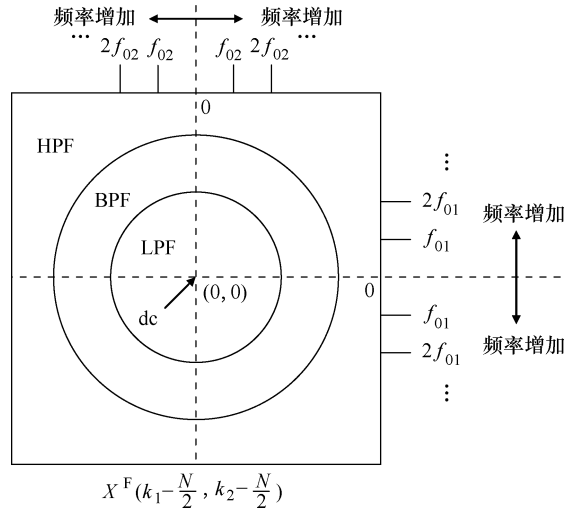 频率增加 频率增加
… 2f₀₂ f₀₂ f₀₂ 2f₀₂ …
0
HPF
BPF
LPF
⋮
2f₀₁
频率增加
f₀₁
(0, 0)
0
dc
f₀₁
2f₀₁
频率增加
⋮
X^F(k₁−N/2, k₂−N/2)